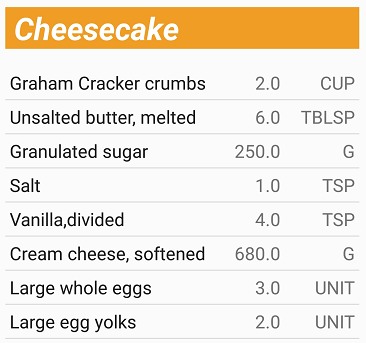 Cheesecake
Graham Cracker crumbs 2.0 CUP
Unsalted butter, melted 6.0 TBLSP
Granulated sugar 250.0 G
Salt 1.0 TSP
Vanilla,divided 4.0 TSP
Cream cheese, softened 680.0 G
Large whole eggs 3.0 UNIT
Large egg yolks 2.0 UNIT